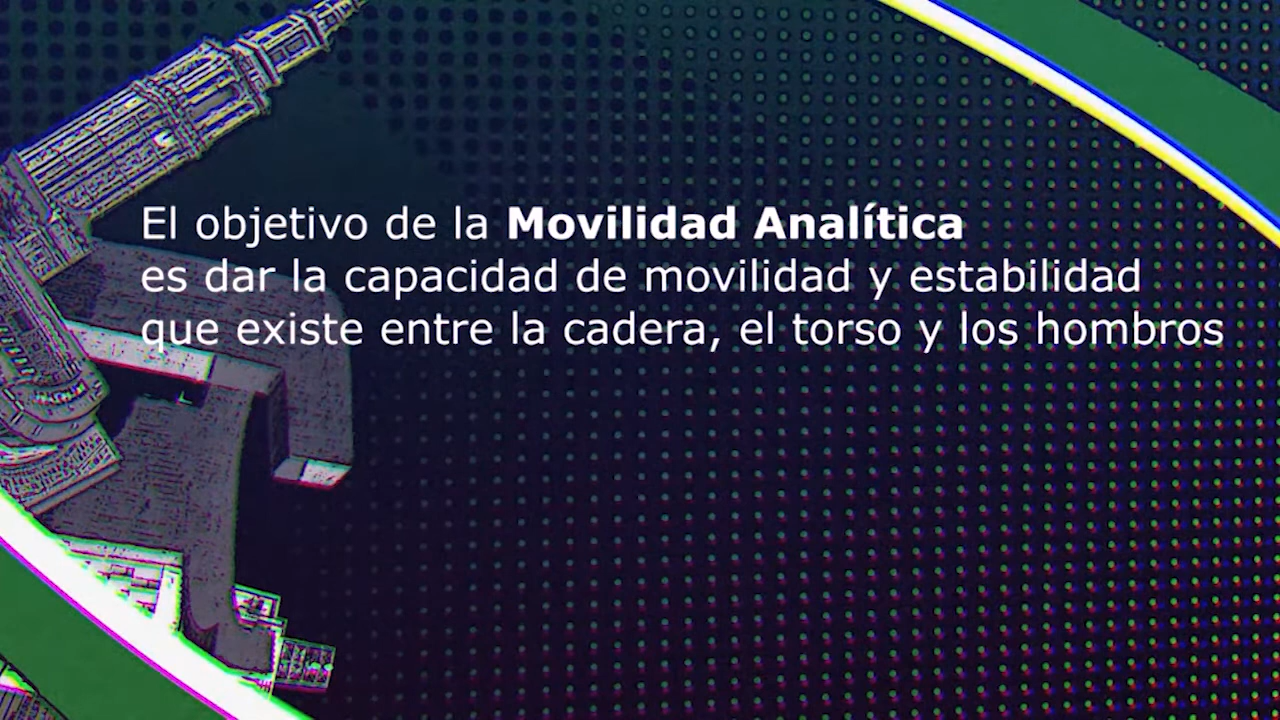 El objetivo de la Movilidad Analítica
es dar la capacidad de movilidad y estabilidad
que existe entre la cadera, el torso y los hombros